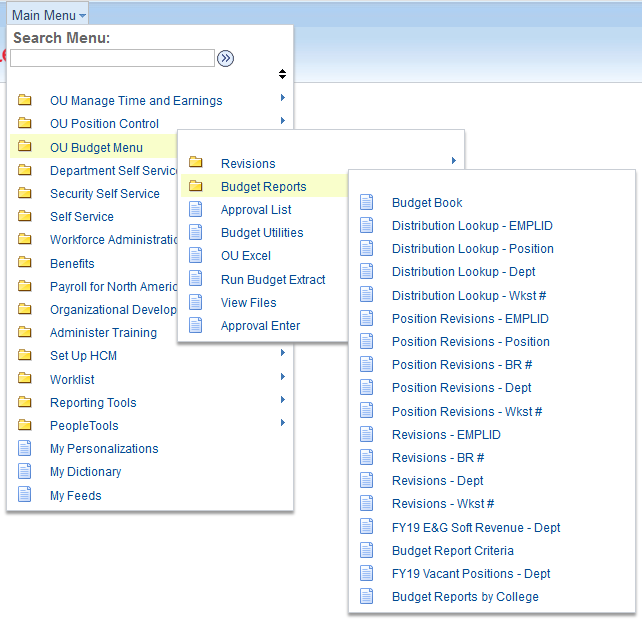 Main Menu
Search Menu:
OU Manage Time and Earnings
OU Position Control
OU Budget Menu
Department Self Service
Security Self Service
Self Service
Workforce Administratic
Benefits
Payroll for North Americ
Organizational Develop
Administer Training
Set Up HCM
Worklist
Reporting Tools
PeopleTools
My Personalizations
My Dictionary
My Feeds
Revisions
Budget Reports
Approval List
Budget Utilities
OU Excel
Run Budget Extract
View Files
Approval Enter
Budget Book
Distribution Lookup - EMPLID
Distribution Lookup - Position
Distribution Lookup - Dept
Distribution Lookup - Wkst #
Position Revisions - EMPLID
Position Revisions - Position
Position Revisions - BR #
Position Revisions - Dept
Position Revisions - Wkst #
Revisions - EMPLID
Revisions - BR #
Revisions - Dept
Revisions - Wkst #
FY19 E&G Soft Revenue - Dept
Budget Report Criteria
FY19 Vacant Positions - Dept
Budget Reports by College